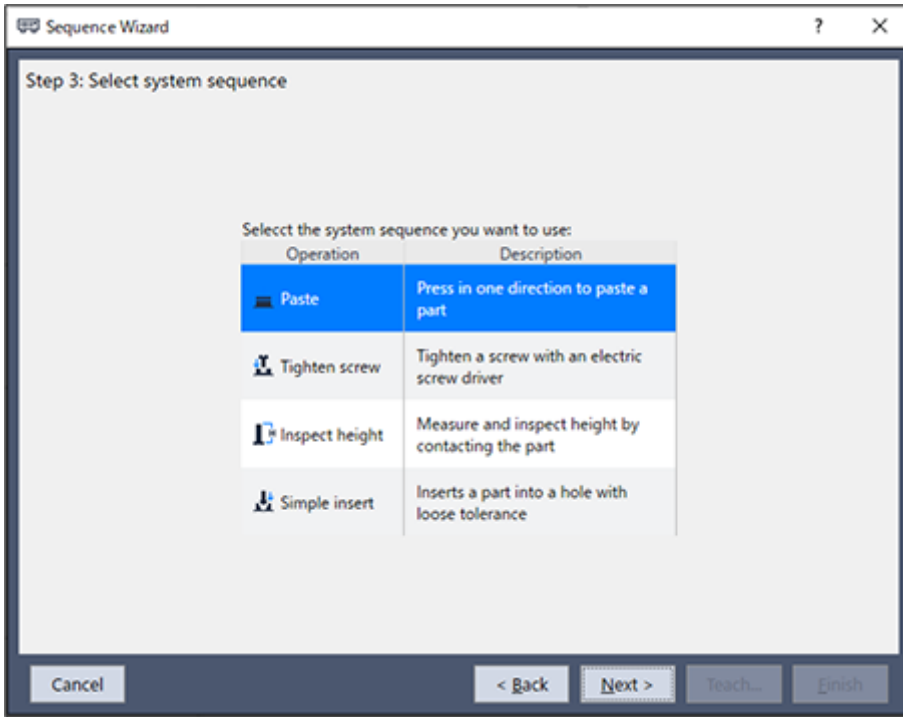 Sequence Wizard ? ×
Step 3: Select system sequence
Selecct the system sequence you want to use:
Operation Description
Paste Press in one direction to paste a
part
Tighten screw Tighten a screw with an electric
screw driver
Inspect height Measure and inspect height by
contacting the part
Simple insert Inserts a part into a hole with
loose tolerance
Cancel < Back Next > Teach... Finish